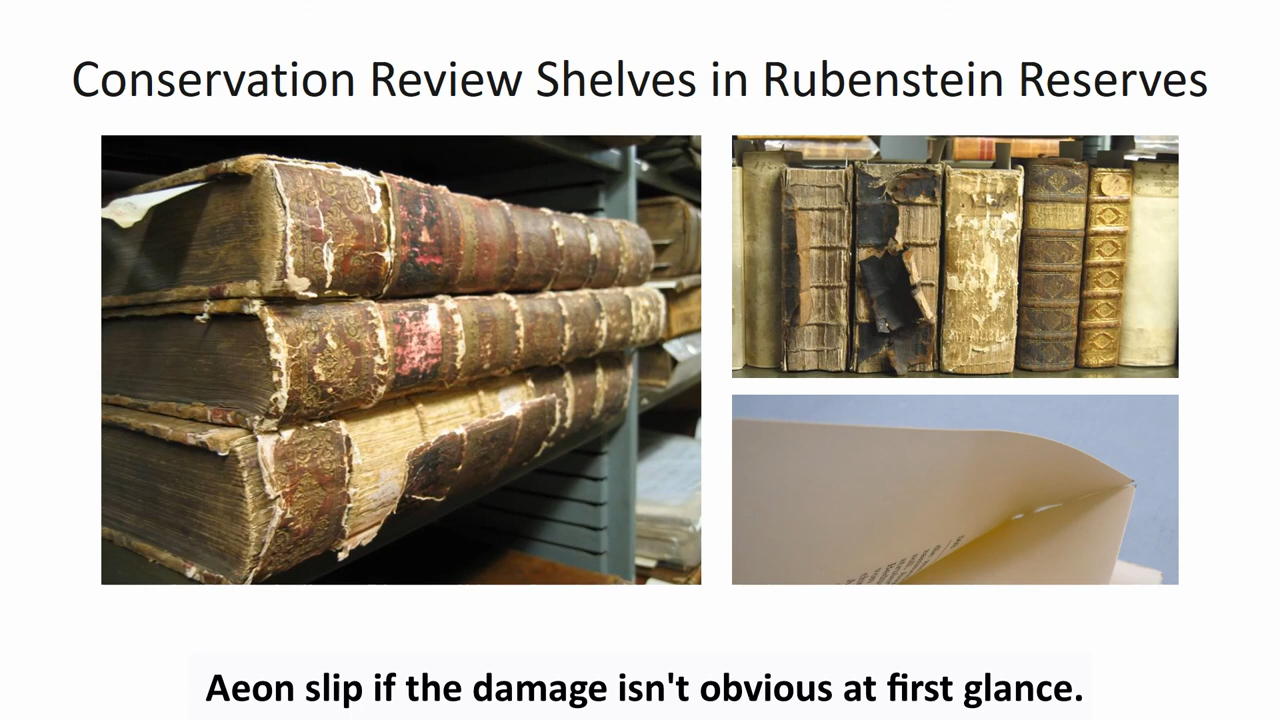 Conservation Review Shelves in Rubenstein Reserves
Aeon slip if the damage isn't obvious at first glance.